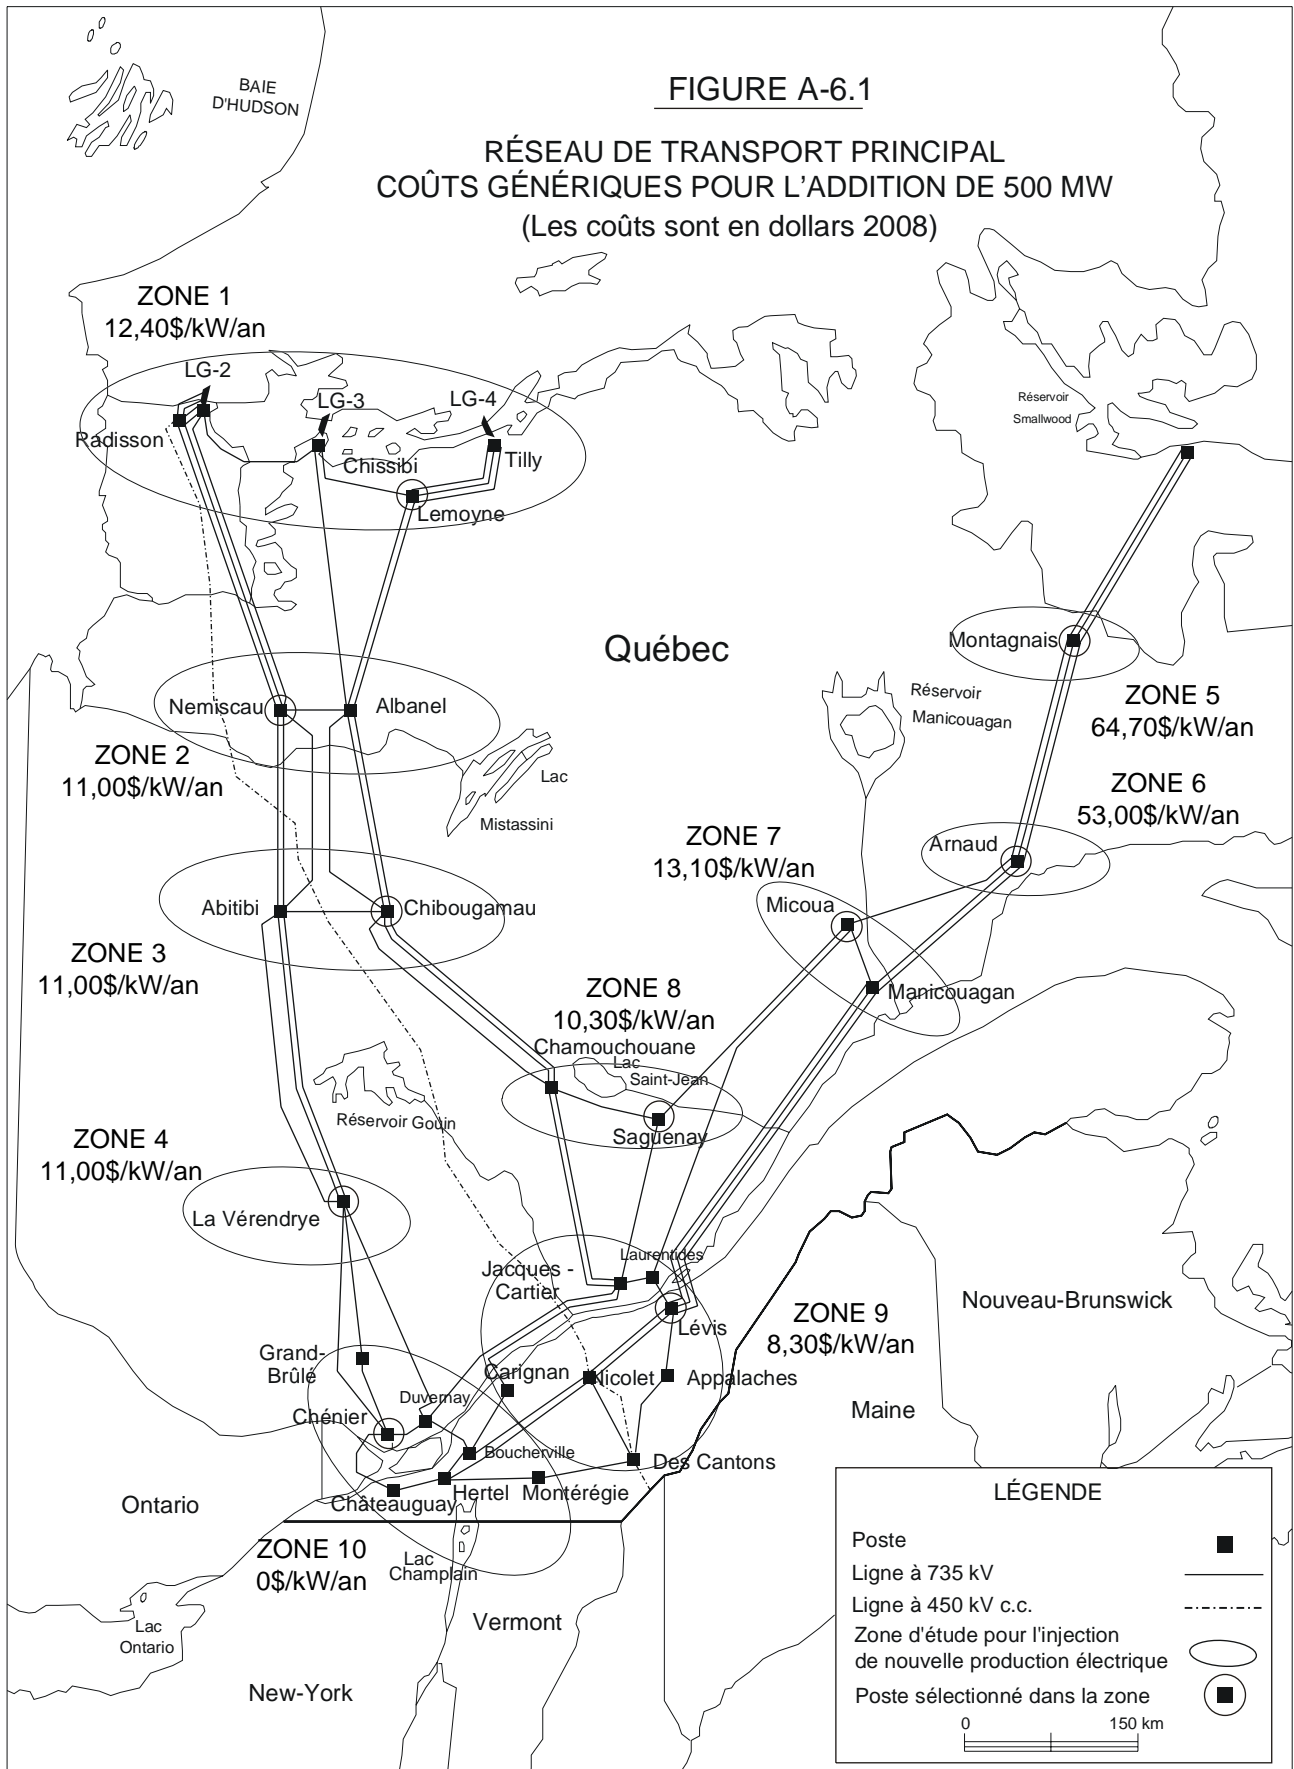 FIGURE A-6.1
RÉSEAU DE TRANSPORT PRINCIPAL
COÛTS GÉNÉRIQUES POUR L'ADDITION DE 500 MW
(Les coûts sont en dollars 2008)
BAIE
D'HUDSON
ZONE 1
12,40$/kW/an
LG-2
LG-3
LG-4
Radisson
Chissibi
Tilly
Lemoyne
Réservoir
Smallwood
Québec
Montagnais
Nemiscau
Albanel
Réservoir
Manicouagan
ZONE 5
64,70$/kW/an
ZONE 2
11,00$/kW/an
Lac
Mistassini
ZONE 6
53,00$/kW/an
ZONE 7
13,10$/kW/an
Arnaud
Abitibi
Chibougamau
Micoua
ZONE 3
11,00$/kW/an
Manicouagan
ZONE 8
10,30$/kW/an
Chamouchouane
Lac
Saint-Jean
Réservoir Gouin
Saguenay
ZONE 4
11,00$/kW/an
La Vérendrye
Laurentides
Jacques -
Cartier
Lévis
ZONE 9
8,30$/kW/an
Nouveau-Brunswick
Grand-
Brûlé
Carignan
Nicolet
Appalaches
Duvernay
Chénier
Maine
Boucherville
Des Cantons
Hertel
Montérégie
Châteauguay
Ontario
ZONE 10
0$/kW/an
Lac
Champlain
Vermont
Lac
Ontario
New-York
LÉGENDE
Poste
Ligne à 735 kV
Ligne à 450 kV c.c.
Zone d'étude pour l'injection
de nouvelle production électrique
Poste sélectionné dans la zone
0 150 km